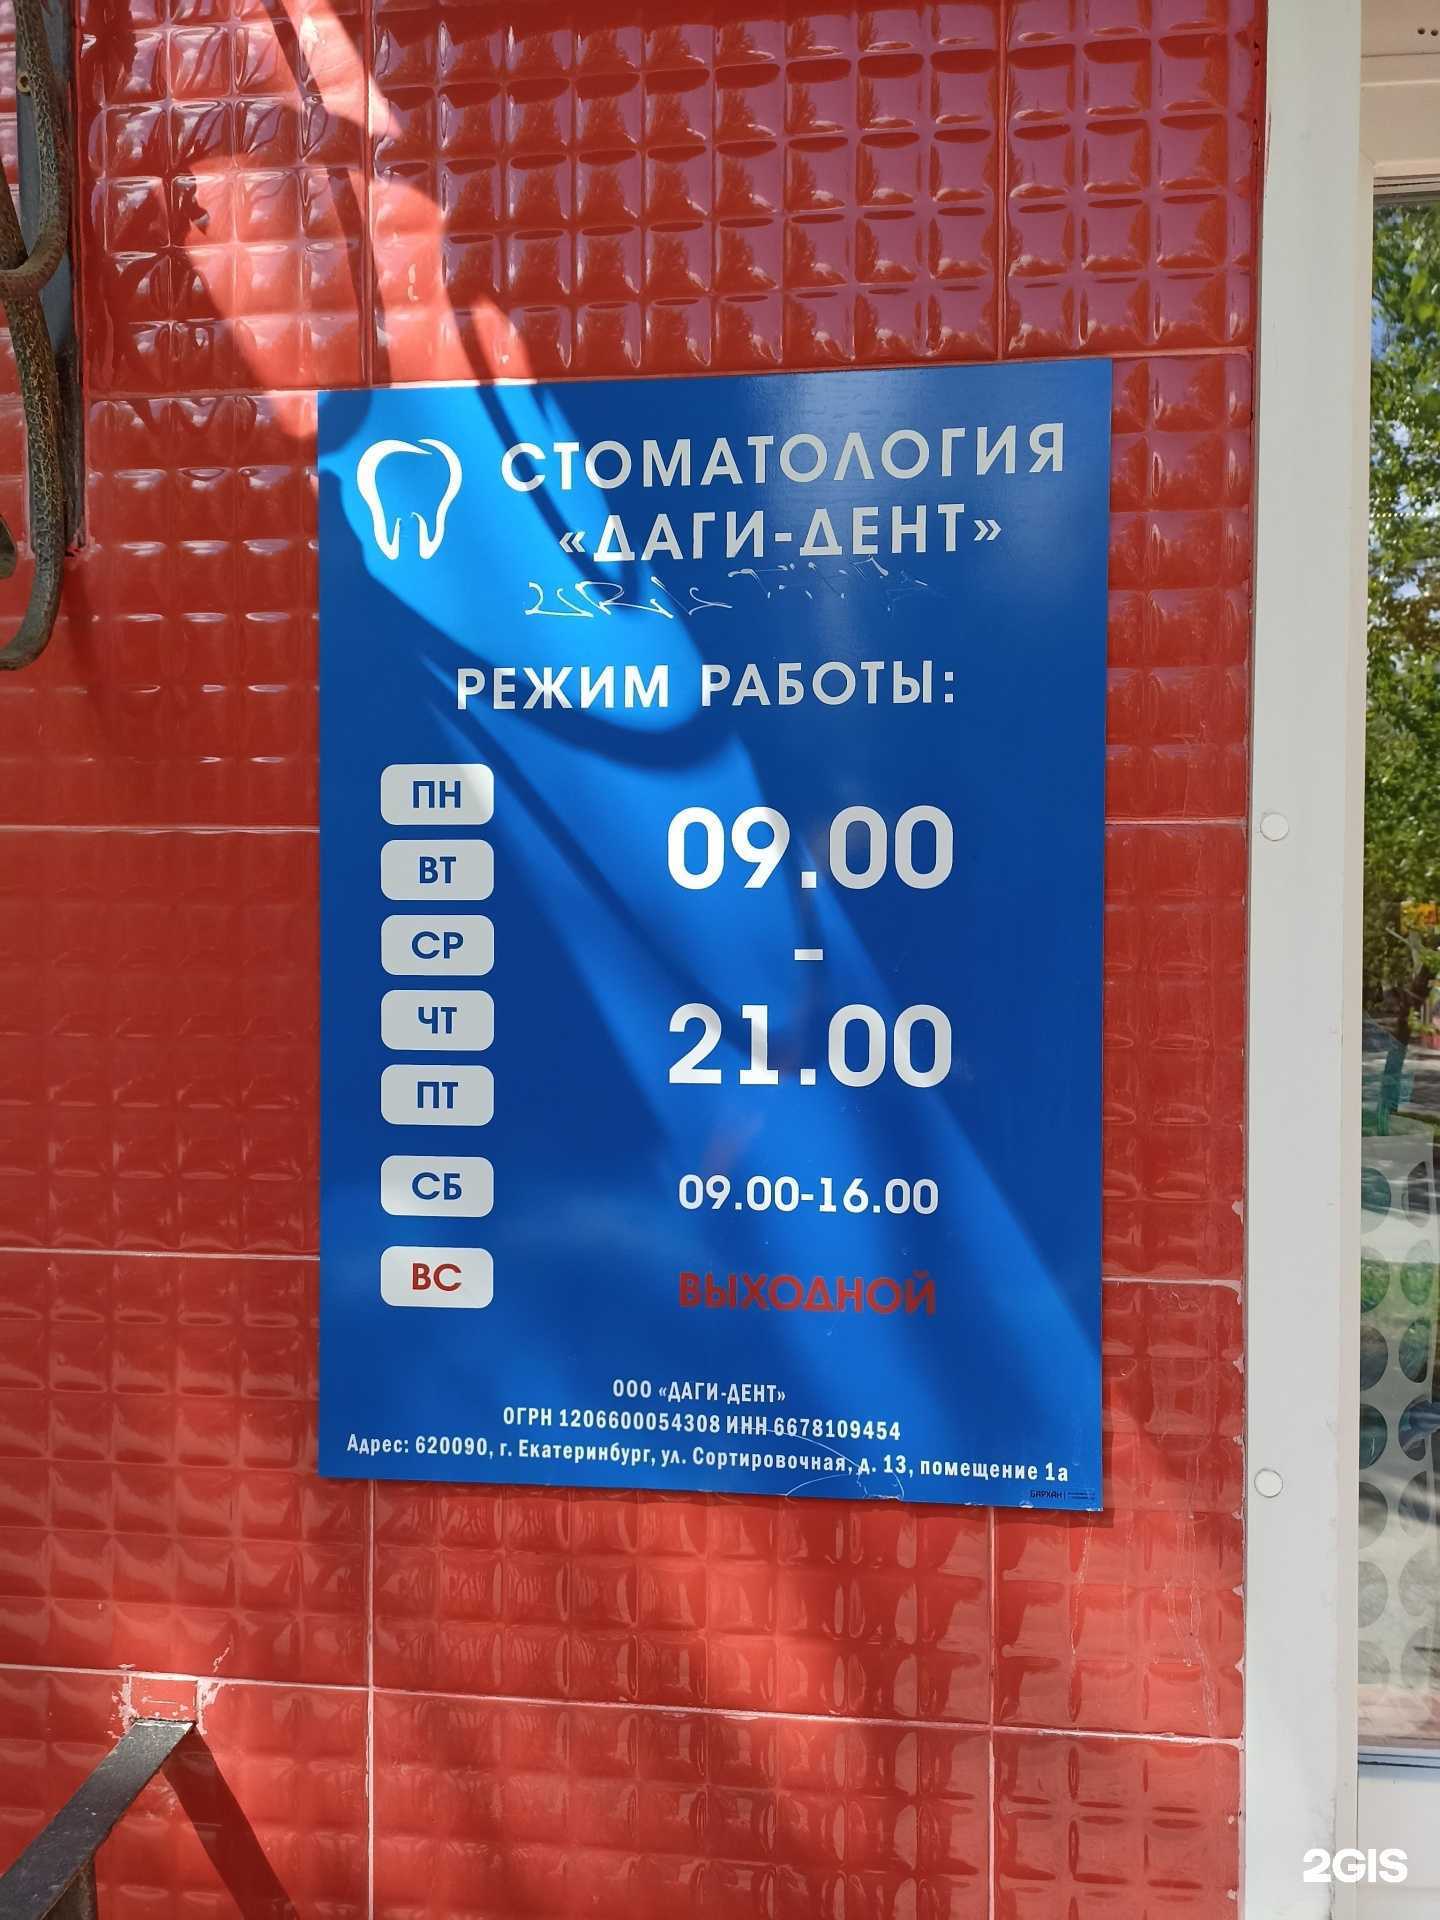 СТОМАТОЛОГИЯ
«ДАГИ-ДЕНТ»
РЕЖИМ РАБОТЫ:
ПН
ВТ
СР
ЧТ
ПТ
09.00
-
21.00
СБ 09.00-16.00
ВС ВЫХОДНОЙ
ООО «ДАГИ-ДЕНТ»
ОГРН 1206600054308 ИНН 6678109454
Адрес: 620090, г. Екатеринбург, ул. Сортировочная, д. 13, помещение 1а
БАРХАН
2GIS